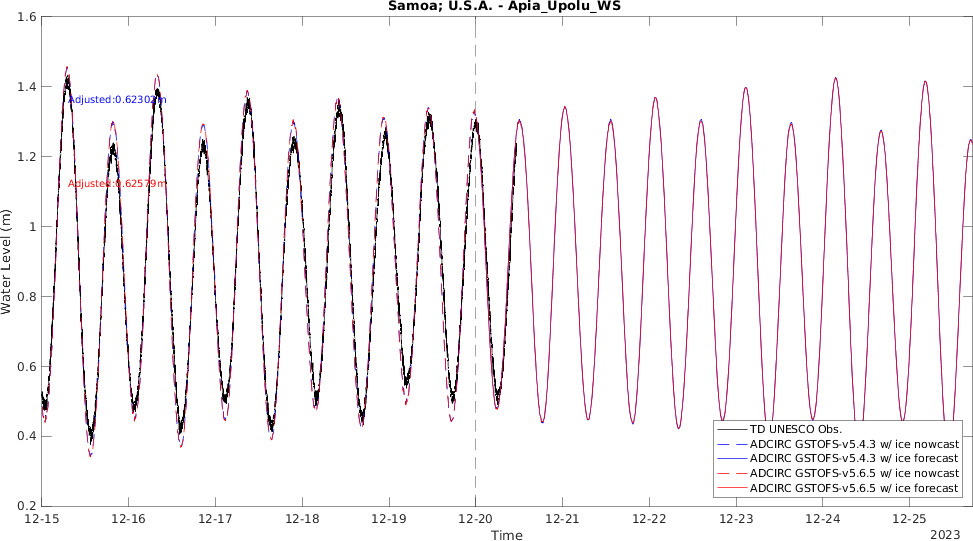 Samoa; U.S.A. - Apia_Upolu_WS
1.6
1.4
1.2
1
0.8
0.6
0.4
0.2
Water Level (m)
Adjusted:0.62302m
Adjusted:0.62579m
TD UNESCO Obs.
ADCIRC GSTOFS-v5.4.3 w/ ice nowcast
ADCIRC GSTOFS-v5.4.3 w/ ice forecast
ADCIRC GSTOFS-v5.6.5 w/ ice nowcast
ADCIRC GSTOFS-v5.6.5 w/ ice forecast
12-15 12-16 12-17 12-18 12-19 12-20 12-21 12-22 12-23 12-24 12-25
Time
2023